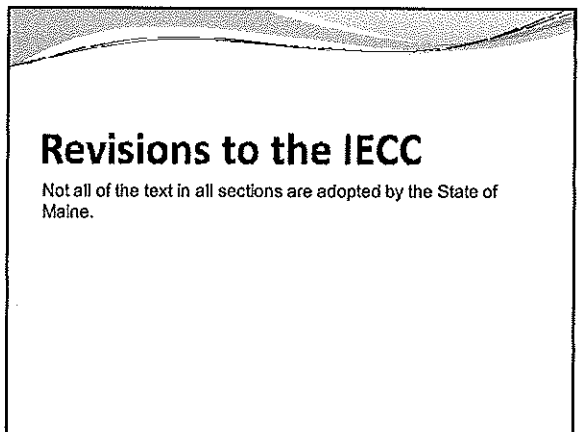 Revisions to the IECC
Not all of the text in all sections are adopted by the State of
Maine.